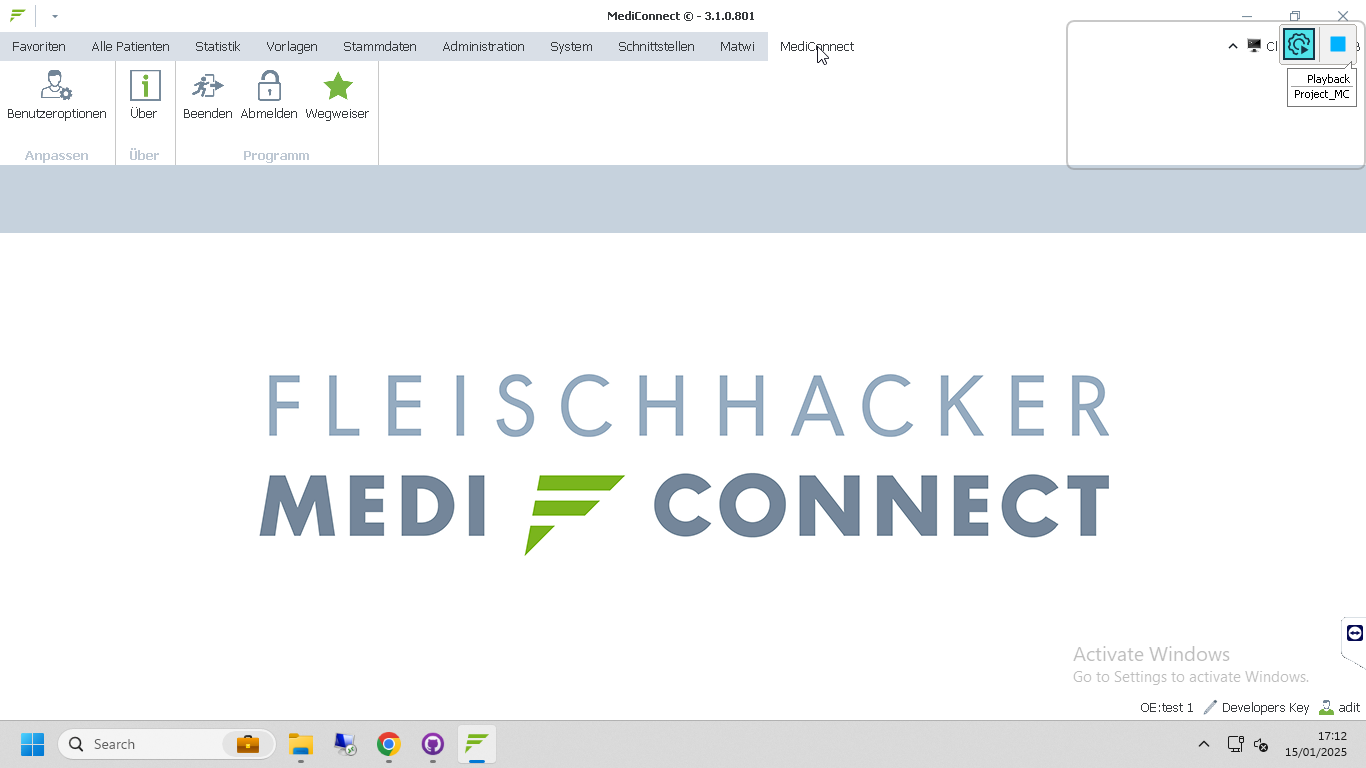 MediConnect © - 3.1.0.801
Favoriten Alle Patienten Statistik Vorlagen Stammdaten Administration System Schnittstellen Matwi MediConnect
Playback
Project_MC
Benutzeroptionen Über Beenden Abmelden Wegweiser
Anpassen Über Programm
FLEISCHHACKER
MEDI CONNECT
Activate Windows
Go to Settings to activate Windows.
OE:test 1 Developers Key adit
Search
17:12
15/01/2025